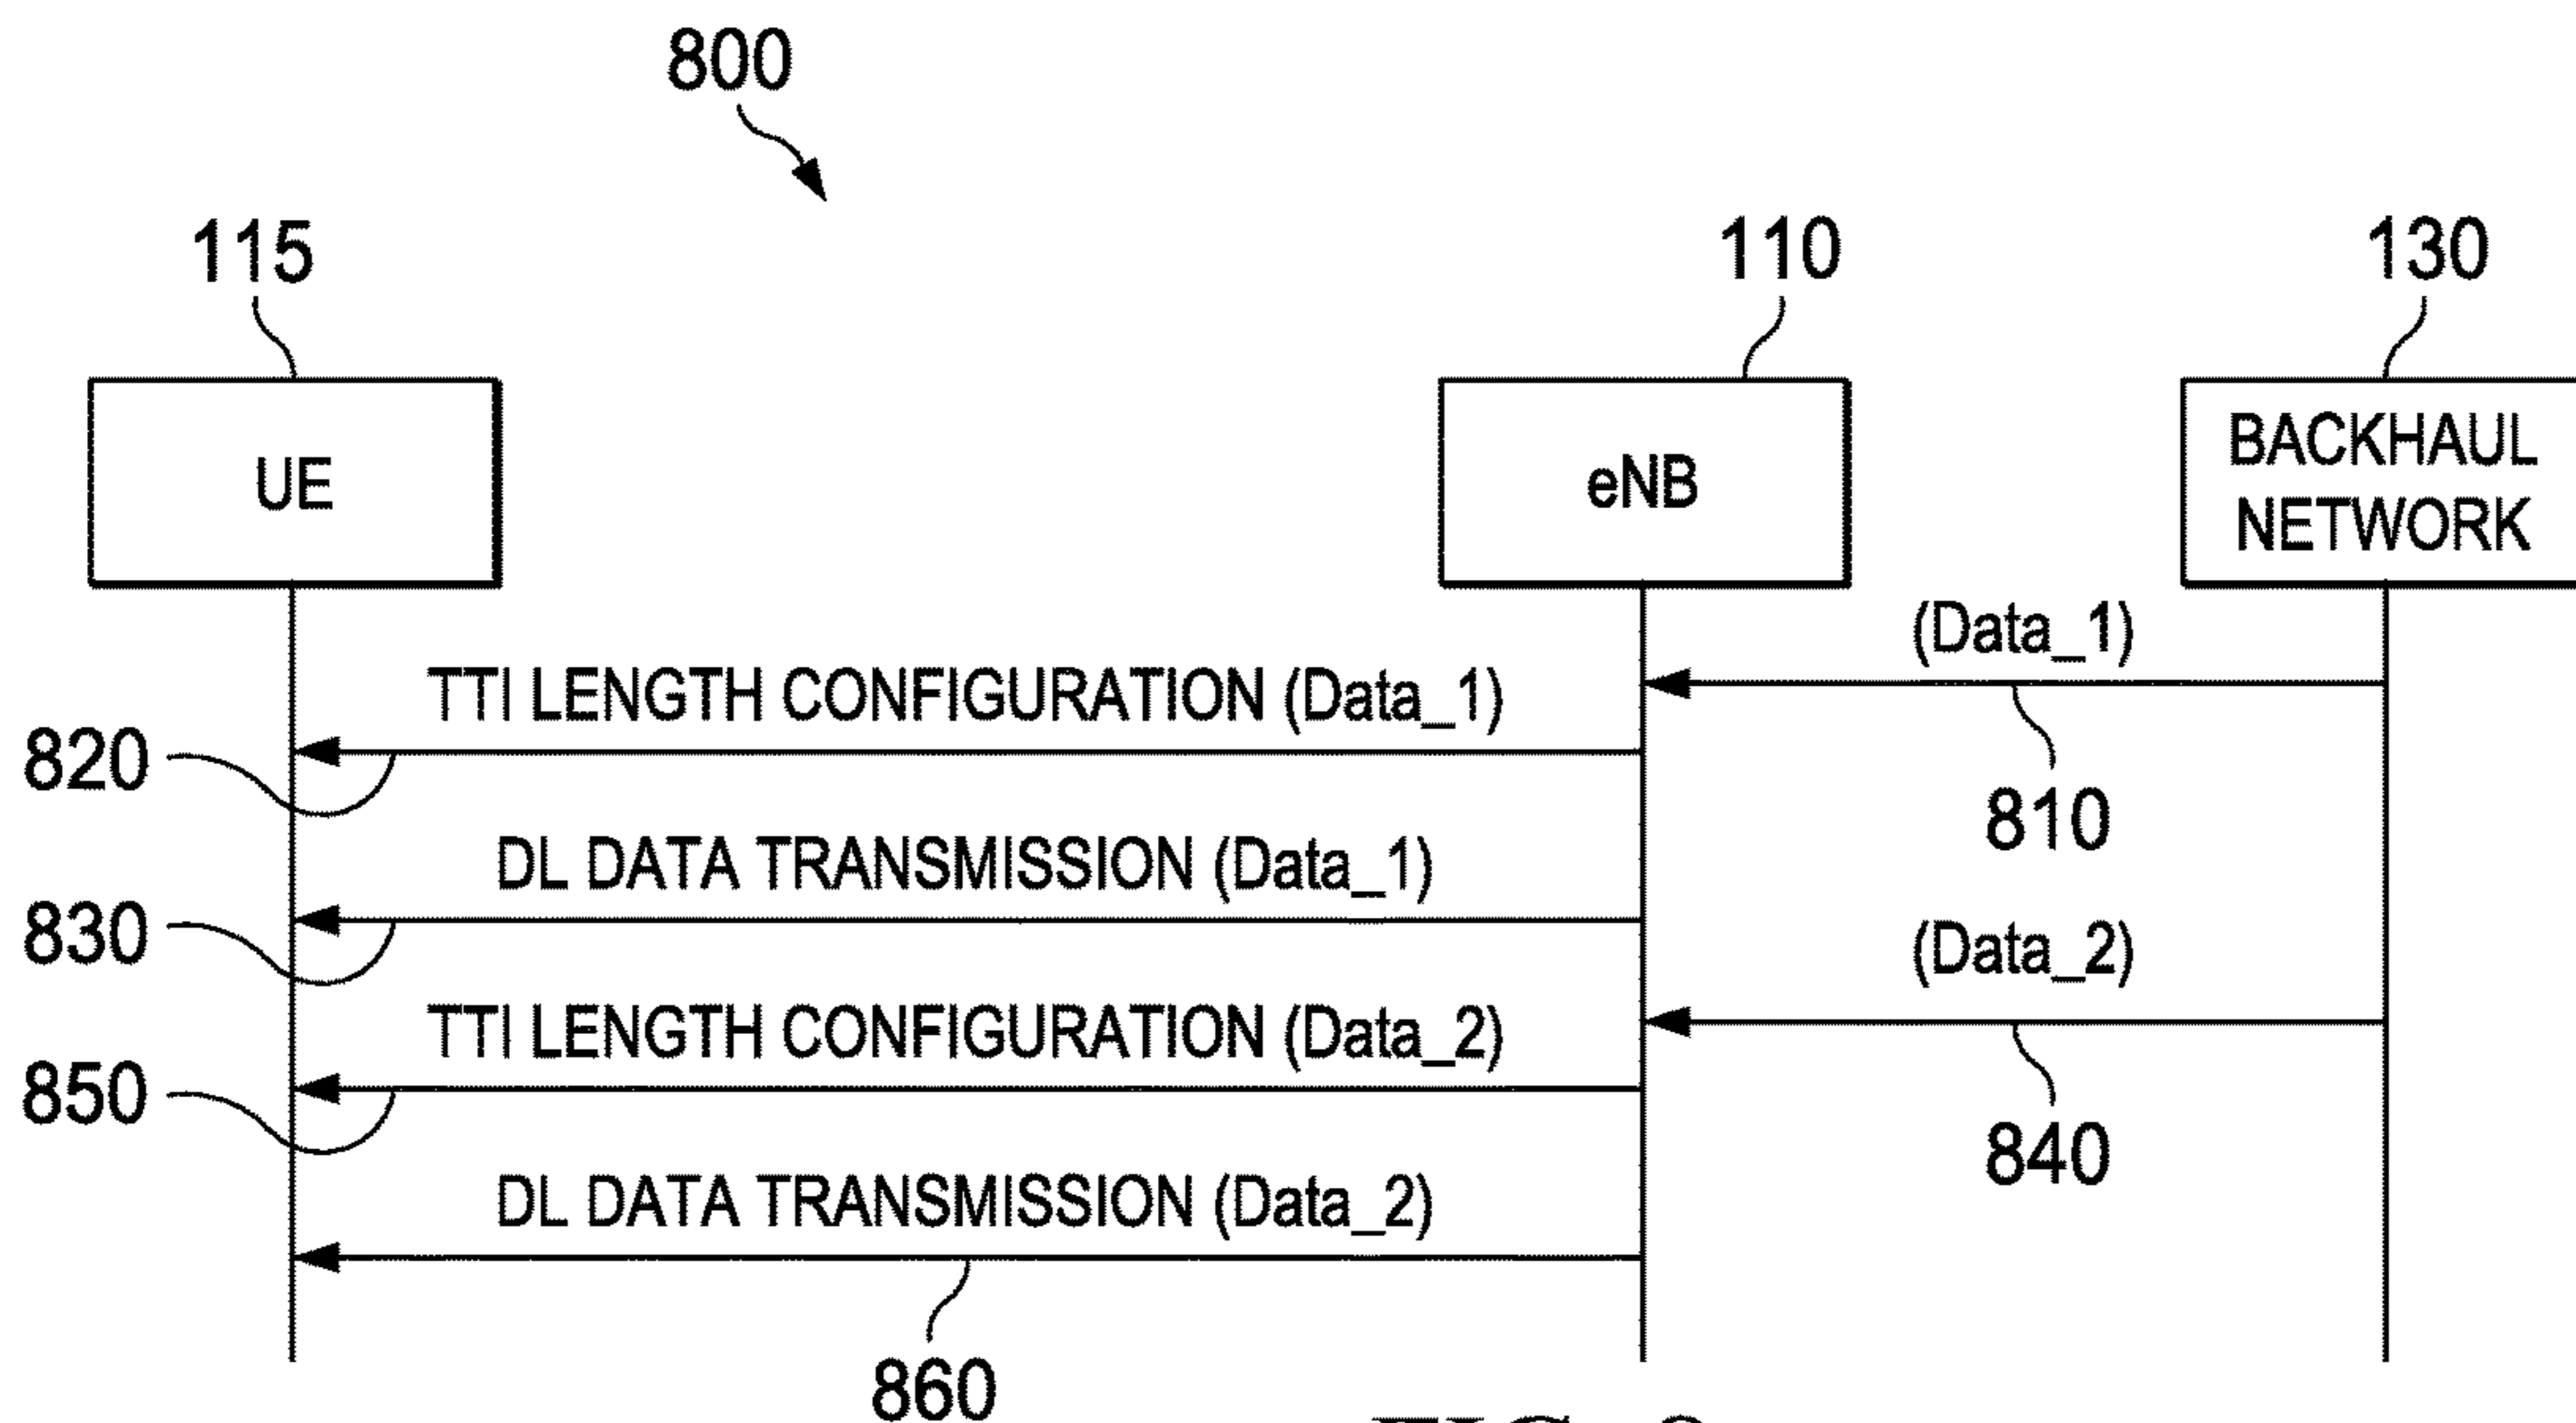 800
115
110
130
UE
eNB
BACKHAUL
NETWORK
(Data_1)
TTI LENGTH CONFIGURATION (Data_1)
820
810
DL DATA TRANSMISSION (Data_1)
830
(Data_2)
TTI LENGTH CONFIGURATION (Data_2)
850
840
DL DATA TRANSMISSION (Data_2)
860